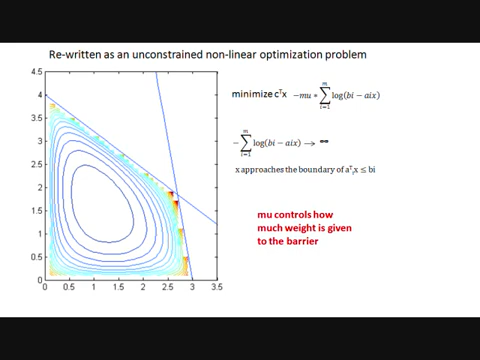 Re-written as an unconstrained non-linear optimization problem
minimize cᵀx −mu ∗ ∑ᵢ₌₁ᵐ log(bi − aix)
−∑ᵢ₌₁ᵐ log(bi − aix) → ∞
x approaches the boundary of aᵀᵢx ≤ bi
mu controls how
much weight is given
to the barrier
4.5
4
3.5
3
2.5
2
1.5
1
0.5
0
0 0.5 1 1.5 2 2.5 3 3.5